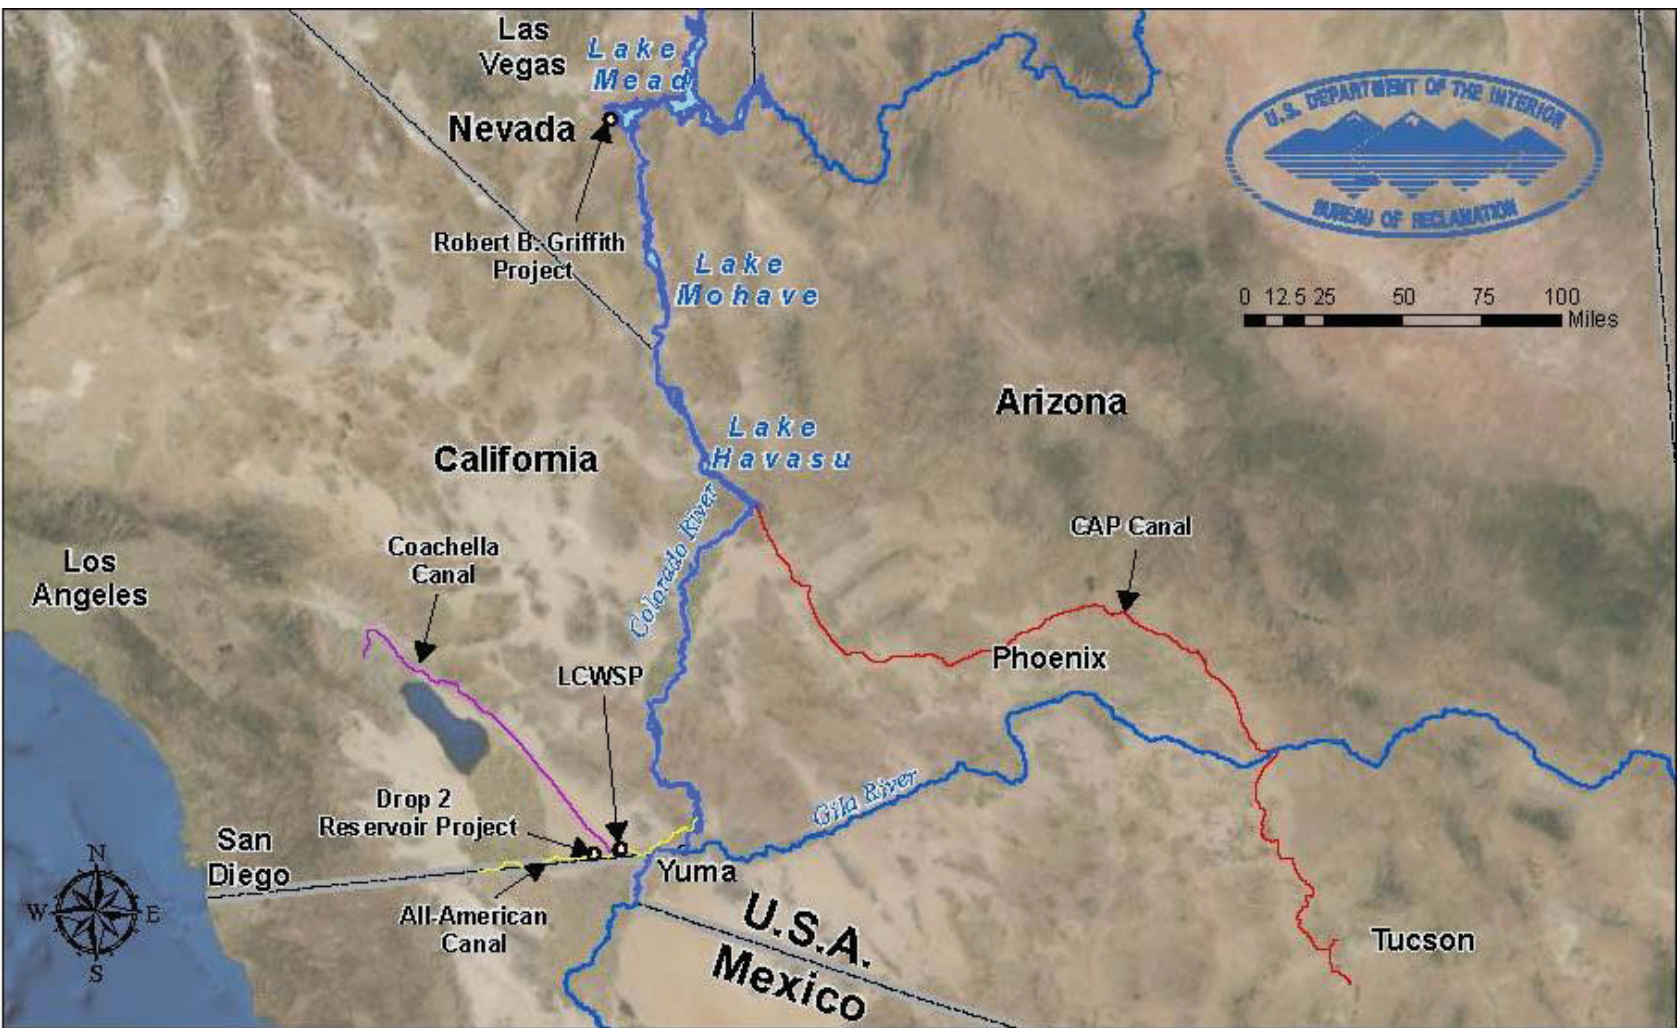 Las
Vegas
Lake
Mead
Nevada
U.S. DEPARTMENT OF THE INTERIOR
BUREAU OF RECLAMATION
Robert B. Griffith
Project
Lake
Mohave
0 12.5 25 50 75 100
Miles
Arizona
Lake
Havasu
California
Colorado River
CAP Canal
Coachella
Canal
Los
Angeles
Phoenix
LCWSP
Gila River
Drop 2
Reservoir Project
San
Diego
Yuma
N
W E
S
All-American
Canal
U.S.A.
Mexico
Tucson